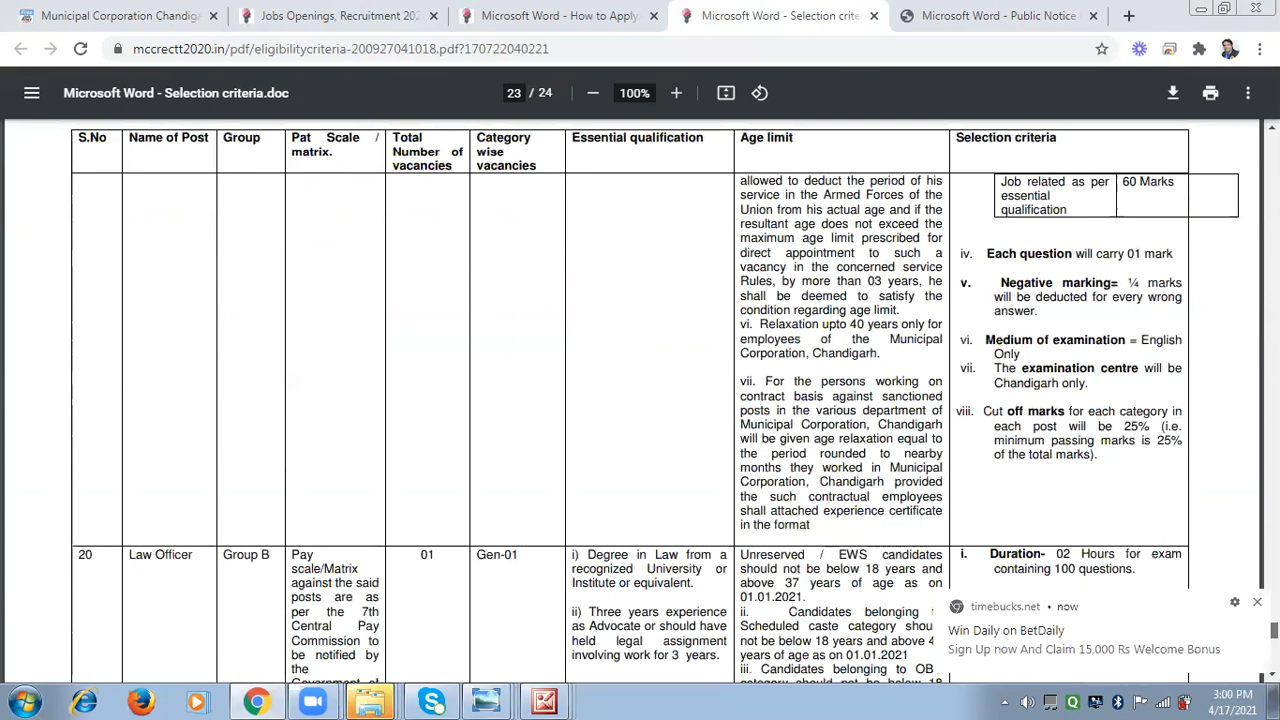 Municipal Corporation Chandig
Jobs Openings, Recruitment 202
Microsoft Word - How to Apply.
Microsoft Word - Selection crite
Microsoft Word - Public Notice
mccrectt2020.in/pdf/eligibilitycriteria-200927041018.pdf?170722040221
Microsoft Word - Selection criteria.doc
23 / 24
100%
S.No
Name of Post
Group
Pat Scale /
matrix.
Total
Number of
vacancies
Category
wise
vacancies
Essential qualification
Age limit
Selection criteria
allowed to deduct the period of his
service in the Armed Forces of the
Union from his actual age and if the
resultant age does not exceed the
maximum age limit prescribed for
direct appointment to such a
vacancy in the concerned service
Rules, by more than 03 years, he
shall be deemed to satisfy the
condition regarding age limit.
vi. Relaxation upto 40 years only for
employees of the Municipal
Corporation, Chandigarh.
vii. For the persons working on
contract basis against sanctioned
posts in the various department of
Municipal Corporation, Chandigarh
will be given age relaxation equal to
the period rounded to nearby
months they worked in Municipal
Corporation, Chandigarh provided
the such contractual employees
shall attached experience certificate
in the format
Job related as per
essential
qualification
60 Marks
iv. Each question will carry 01 mark
v. Negative marking= ¼ marks
will be deducted for every wrong
answer.
vi Medium of examination = English
Only
vii. The examination centre will be
Chandigarh only.
viii. Cut off marks for each category in
each post will be 25% (i.e.
minimum passing marks is 25%
of the total marks).
20
Law Officer
Group B
Pay
scale/Matrix
against the said
posts are as
per the 7th
Central Pay
Commission to
be notified by
the
Government of
01
Gen-01
i) Degree in Law from a
recognized University or
Institute or equivalent.
ii) Three years experience
as Advocate or should have
held legal assignment
involving work for 3 years.
Unreserved / EWS candidates
should not be below 18 years and
above 37 years of age as on
01.01.2021.
ii. Candidates belonging
Scheduled caste category shou
not be below 18 years and above 4
years of age as on 01.01.2021
iii. Candidates belonging to OB
category should not be below 18
i. Duration- 02 Hours for exam
containing 100 questions.
timebucks.net • now
Win Daily on BetDaily
Sign Up now And Claim 15,000 Rs Welcome Bonus
3:00 PM
4/17/2021